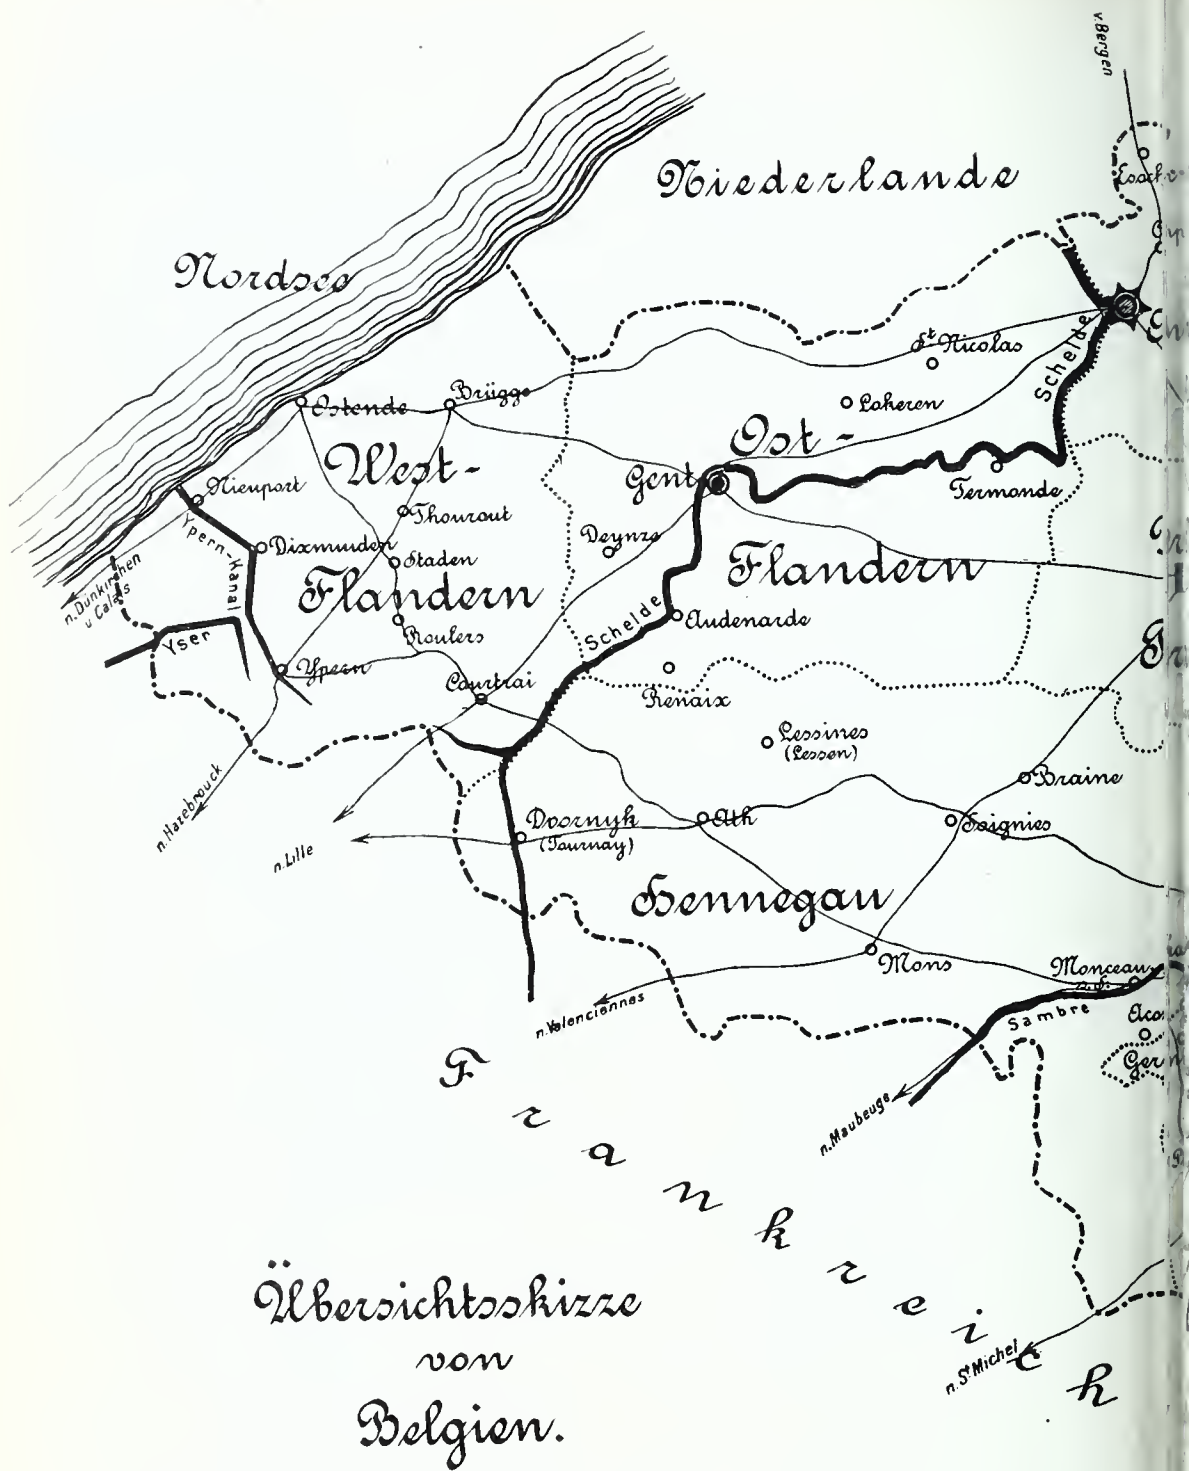 v. Bergen
Niederlande
Nordsee
St Nicolas
Schelde
Ostende
Brügge
Lokeren
West-
Ost-
Gent
Nieuport
Termonde
Thourout
Ypern-Kanal
Dixmuiden
Deynze
Staden
Flandern
Flandern
n. Dünkirchen
u Calais
Yser
Roulers
Schelde
Audenarde
Ypern
Courtrai
Renaix
Lessines
(Lessen)
Braine
n. Hazebrouck
Doornyk
(Tournay)
Ath
Soignies
n. Lille
Hennegau
Mons
Monceau
n. Valenciennes
Sambre
Frankreich
n. Maubeuge
n. St Michel
Übersichtsskizze
von
Belgien.